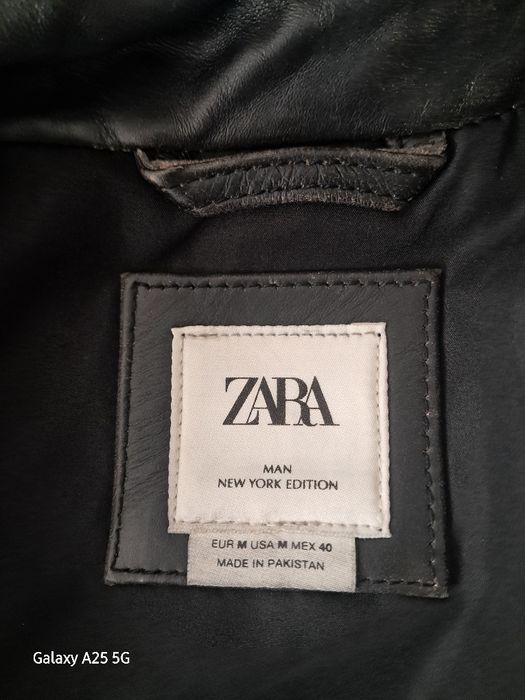 ZARA
MAN
NEW YORK EDITION
EUR M USA M MEX 40
MADE IN PAKISTAN
Galaxy A25 5G